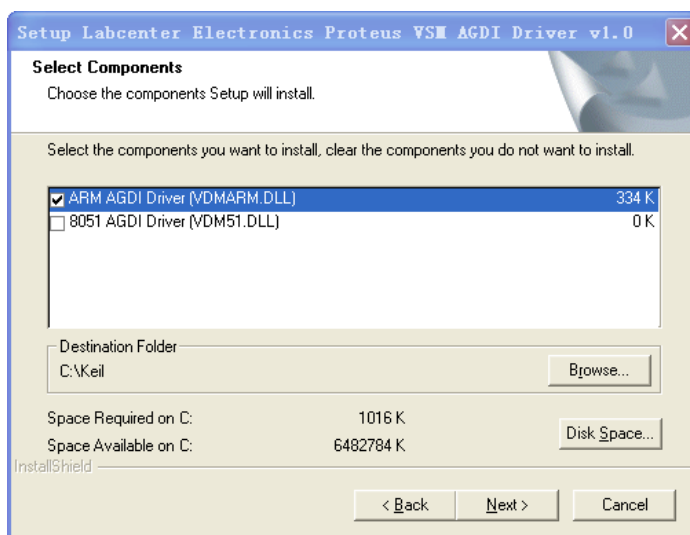 Setup Labcenter Electronics Proteus VSM AGDI Driver v1.0
Select Components
Choose the components Setup will install.
Select the components you want to install, clear the components you do not want to install.
ARM AGDI Driver (VDMARM.DLL) 334 K
8051 AGDI Driver (VDM51.DLL) 0 K
Destination Folder
C:\Keil
Browse...
Space Required on C: 1016 K
Space Available on C: 6482784 K
Disk Space...
InstallShield
< Back Next > Cancel